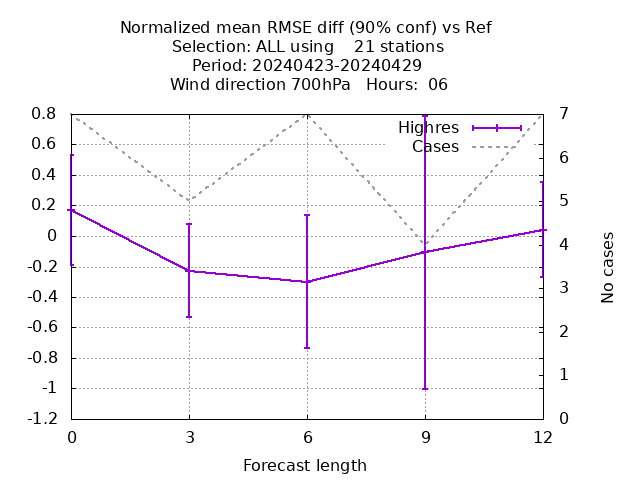 Normalized mean RMSE diff (90% conf) vs Ref
Selection: ALL using    21 stations
Period: 20240423-20240429
Wind direction 700hPa   Hours:  06
Highres
Cases
0.8
0.6
0.4
0.2
0
-0.2
-0.4
-0.6
-0.8
-1
-1.2
7
6
5
4
3
2
1
0
No cases
0 3 6 9 12
Forecast length